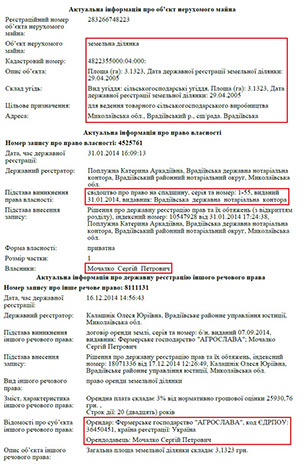 Актуальна інформація про об'єкт нерухомого майна
Реєстраційний номер
об'єкта нерухомого
майна:
283266748223
Об'єкт нерухомого
майна:
земельна ділянка
Кадастровий номер:
4822355000:04:000:
Опис об'єкта:
Площа (га): 3.1323, Дата державної реєстрації земельної ділянки:
29.04.2005
Склад угідь:
Вид угіддя: сільськогосподарські угіддя, Площа (га): 3.1323, Дата
державної реєстрації земельної ділянки: 29.04.2005
Цільове призначення:
для ведення товарного сільськогосподарського виробництва
Адреса:
Миколаївська обл., Врадіївський р., сп/рада. Врадіївська
Актуальна інформація про право власності
Номер запису про право власності: 4525761
Дата, час державної
реєстрації:
31.01.2014 16:09:13
Державний реєстратор:
Поплужна Катерина Аркадіївна, Врадіївська державна нотаріальна
контора, Врадіївський районний нотаріальний округ, Миколаївська
обл.
Підстава виникнення
права власності:
свідоцтво про право на спадщину, серія та номер: 1-55, виданий
31.01.2014, видавник: Врадіївська державна нотаріальна контора
Підстава внесення
запису:
Рішення про державну реєстрацію прав та їх обтяжень (з відкриттям
розділу), індексний номер: 10547928 від 31.01.2014 17:24:38,
Поплужна Катерина Аркадіївна, Врадіївська державна нотаріальна
контора, Врадіївський районний нотаріальний округ, Миколаївська
обл.
Форма власності:
приватна
Розмір частки:
1
Власники:
Мочалко Сергій Петрович
Актуальна інформація про державну реєстрацію іншого речового права
Номер запису про інше речове право: 8111131
Дата, час державної
реєстрації:
16.12.2014 14:56:43
Державний реєстратор:
Калашнік Олеся Юріївна, Врадіївське районне управління юстиції,
Миколаївська обл.
Підстава виникнення
іншого речового права:
договір оренди землі, серія та номер: б/н, виданий 07.09.2014,
видавник: Фермерське господарство "АГРОСЛАВА"; Мочалко
Сергій Петрович
Підстава внесення
запису:
Рішення про державну реєстрацію прав та їх обтяжень, індексний
номер: 18071336 від 17.12.2014 12:26:49, Калашнік Олеся Юріївна,
Врадіївське районне управління юстиції, Миколаївська обл.
Вид іншого речового
права:
право оренди земельної ділянки
Зміст, характеристика
іншого речового права:
Орендна плата складає 3% від нормативно грошової оцінки 25930,76
грн. ,
Строк дії: 20 (двадцять) років
Відомості про суб'єкта
іншого речового права:
Орендар: Фермерське господарство "АГРОСЛАВА", код ЄДРПОУ:
36450451, країна реєстрації: Україна
Орендодавець: Мочалко Сергій Петрович
Опис об'єкта іншого
Загальна площа земельної ділянки складає 3,1323 грн.